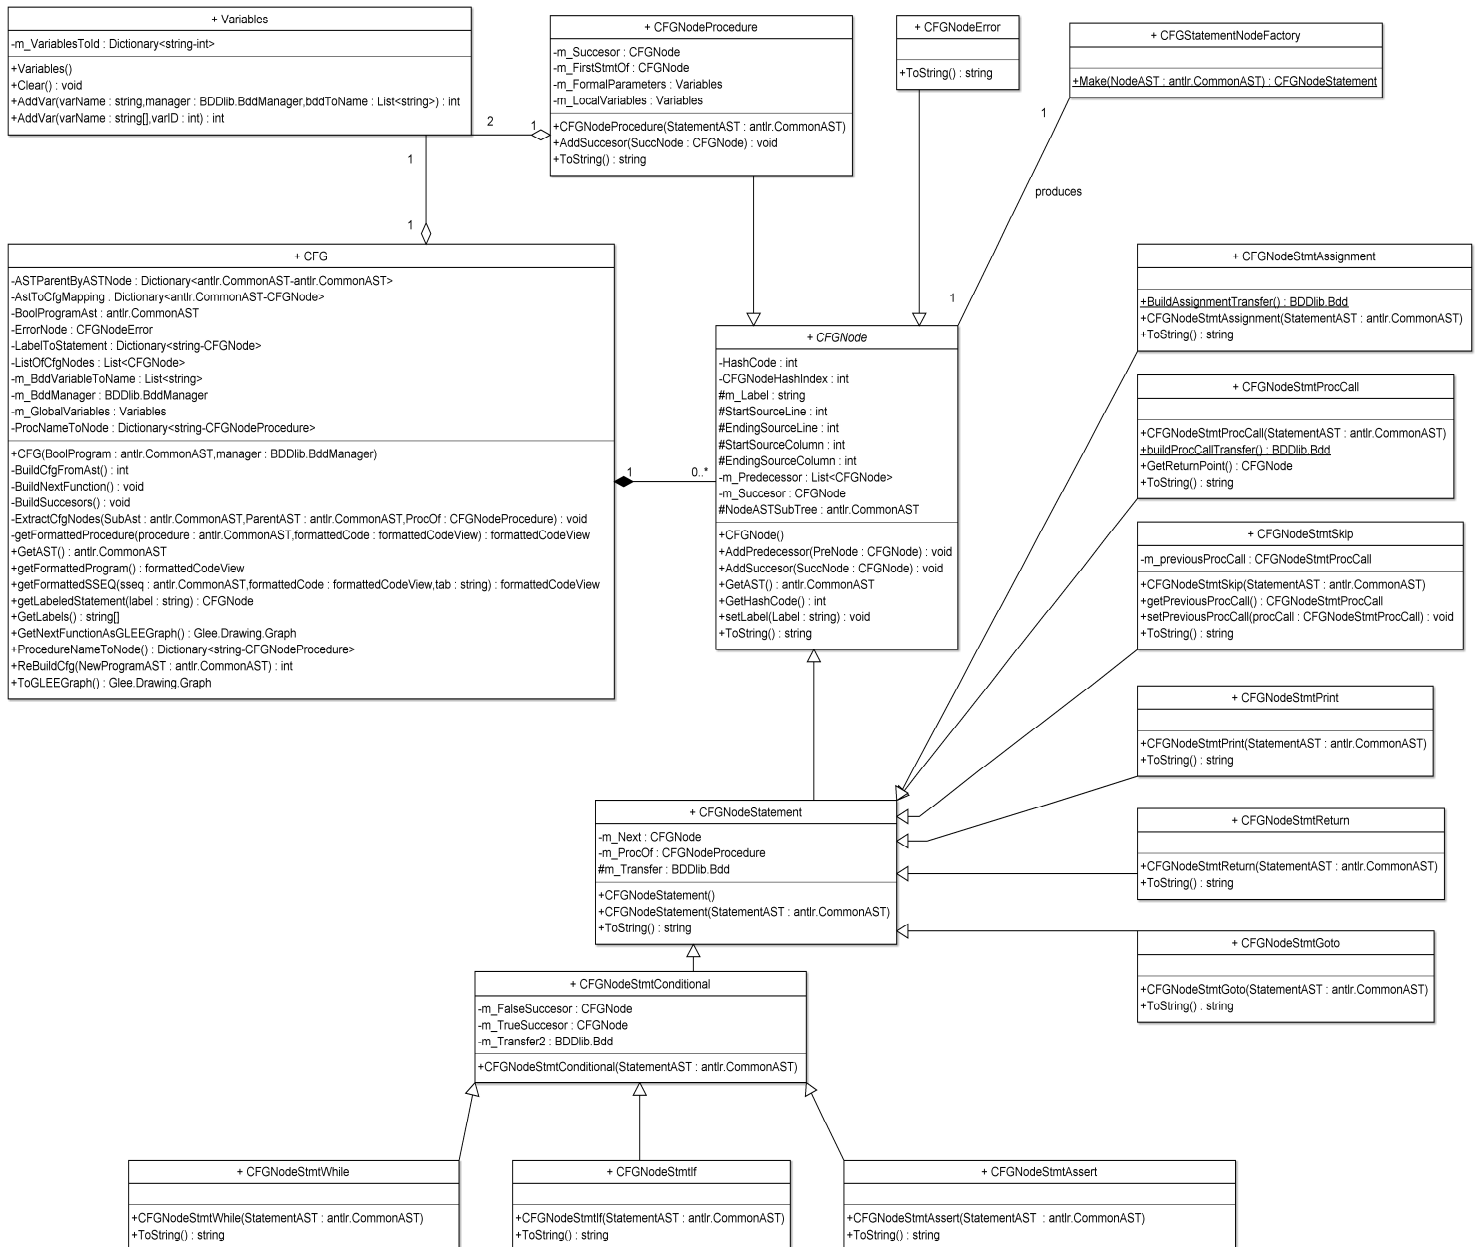 + Variables
-m_VariablesToId : Dictionary<string-int>
+Variables()
+Clear() : void
+AddVar(varName : string,manager : BDDlib.BddManager,bddToName : List<string>) : int
+AddVar(varName : string[],varID : int) : int
+ CFGNodeProcedure
-m_Succesor : CFGNode
-m_FirstStmtOf : CFGNode
-m_FormalParameters : Variables
-m_LocalVariables : Variables
+CFGNodeProcedure(StatementAST : antlr.CommonAST)
+AddSuccesor(SuccNode : CFGNode) : void
+ToString() : string
+ CFGNodeError
+ToString() : string
+ CFGStatementNodeFactory
+Make(NodeAST : antlr.CommonAST) : CFGNodeStatement
2
1
1
1
1
produces
1
+ CFG
-ASTParentByASTNode : Dictionary<antlr.CommonAST-antlr.CommonAST>
-AstToCfgMapping : Dictionary<antlr.CommonAST-CFGNode>
-BoolProgramAst : antlr.CommonAST
-ErrorNode : CFGNodeError
-LabelToStatement : Dictionary<string-CFGNode>
-ListOfCfgNodes : List<CFGNode>
-m_BddVariableToName : List<string>
-m_BddManager : BDDlib.BddManager
-m_GlobalVariables : Variables
-ProcNameToNode : Dictionary<string-CFGNodeProcedure>
+CFG(BoolProgram : antlr.CommonAST,manager : BDDlib.BddManager)
-BuildCfgFromAst() : int
-BuildNextFunction() : void
-BuildSuccesors() : void
-ExtractCfgNodes(SubAst : antlr.CommonAST,ParentAST : antlr.CommonAST,ProcOf : CFGNodeProcedure) : void
-getFormattedProcedure(procedure : antlr.CommonAST,formattedCode : formattedCodeView) : formattedCodeView
+GetAST() : antlr.CommonAST
+getFormattedProgram() : formattedCodeView
+getFormattedSSEQ(sseq : antlr.CommonAST,formattedCode : formattedCodeView,tab : string) : formattedCodeView
+getLabeledStatement(label : string) : CFGNode
+GetLabels() : string[]
+GetNextFunctionAsGLEEGraph() : Glee.Drawing.Graph
+ProcedureNameToNode() : Dictionary<string-CFGNodeProcedure>
+ReBuildCfg(NewProgramAST : antlr.CommonAST) : int
+ToGLEEGraph() : Glee.Drawing.Graph
1
0..*
+ CFGNode
-HashCode : int
-CFGNodeHashIndex : int
#m_Label : string
#StartSourceLine : int
#EndingSourceLine : int
#StartSourceColumn : int
#EndingSourceColumn : int
-m_Predecessor : List<CFGNode>
-m_Succesor : CFGNode
#NodeASTSubTree : antlr.CommonAST
+CFGNode()
+AddPredecessor(PreNode : CFGNode) : void
+AddSuccesor(SuccNode : CFGNode) : void
+GetAST() : antlr.CommonAST
+GetHashCode() : int
+setLabel(Label : string) : void
+ToString() : string
+ CFGNodeStmtAssignment
+BuildAssignmentTransfer() : BDDlib.Bdd
+CFGNodeStmtAssignment(StatementAST : antlr.CommonAST)
+ToString() : string
+ CFGNodeStmtProcCall
+CFGNodeStmtProcCall(StatementAST : antlr.CommonAST)
+buildProcCallTransfer() : BDDlib.Bdd
+GetReturnPoint() : CFGNode
+ToString() : string
+ CFGNodeStmtSkip
-m_previousProcCall : CFGNodeStmtProcCall
+CFGNodeStmtSkip(StatementAST : antlr.CommonAST)
+getPreviousProcCall() : CFGNodeStmtProcCall
+setPreviousProcCall(procCall : CFGNodeStmtProcCall) : void
+ToString() : string
+ CFGNodeStmtPrint
+CFGNodeStmtPrint(StatementAST : antlr.CommonAST)
+ToString() : string
+ CFGNodeStatement
-m_Next : CFGNode
-m_ProcOf : CFGNodeProcedure
#m_Transfer : BDDlib.Bdd
+CFGNodeStatement()
+CFGNodeStatement(StatementAST : antlr.CommonAST)
+ToString() : string
+ CFGNodeStmtReturn
+CFGNodeStmtReturn(StatementAST : antlr.CommonAST)
+ToString() : string
+ CFGNodeStmtGoto
+CFGNodeStmtGoto(StatementAST : antlr.CommonAST)
+ToString() : string
+ CFGNodeStmtConditional
-m_FalseSuccesor : CFGNode
-m_TrueSuccesor : CFGNode
-m_Transfer2 : BDDlib.Bdd
+CFGNodeStmtConditional(StatementAST : antlr.CommonAST)
+ CFGNodeStmtWhile
+CFGNodeStmtWhile(StatementAST : antlr.CommonAST)
+ToString() : string
+ CFGNodeStmtIf
+CFGNodeStmtIf(StatementAST : antlr.CommonAST)
+ToString() : string
+ CFGNodeStmtAssert
+CFGNodeStmtAssert(StatementAST : antlr.CommonAST)
+ToString() : string